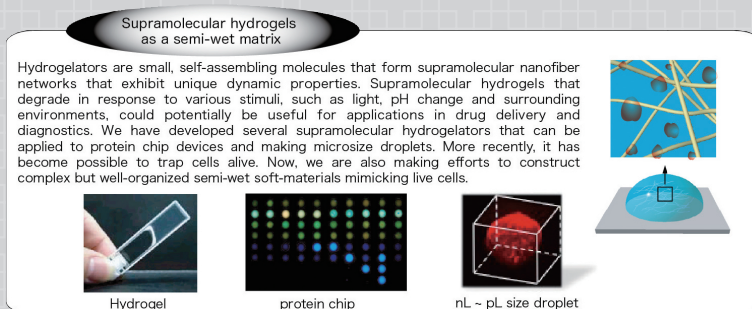 Supramolecular hydrogels
as a semi-wet matrix
Hydrogelators are small, self-assembling molecules that form supramolecular nanofiber
networks that exhibit unique dynamic properties. Supramolecular hydrogels that
degrade in response to various stimuli, such as light, pH change and surrounding
environments, could potentially be useful for applications in drug delivery and
diagnostics. We have developed several supramolecular hydrogelators that can be
applied to protein chip devices and making microsize droplets. More recently, it has
become possible to trap cells alive. Now, we are also making efforts to construct
complex but well-organized semi-wet soft-materials mimicking live cells.
Hydrogel
protein chip
nL ~ pL size droplet